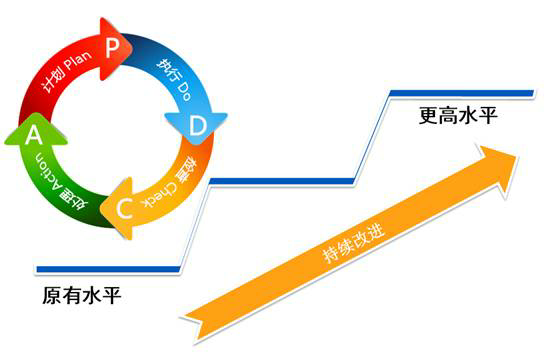 计划 Plan
P
执行 Do
D
检查 Check
C
处理 Action
A
更高水平
原有水平
持续改进